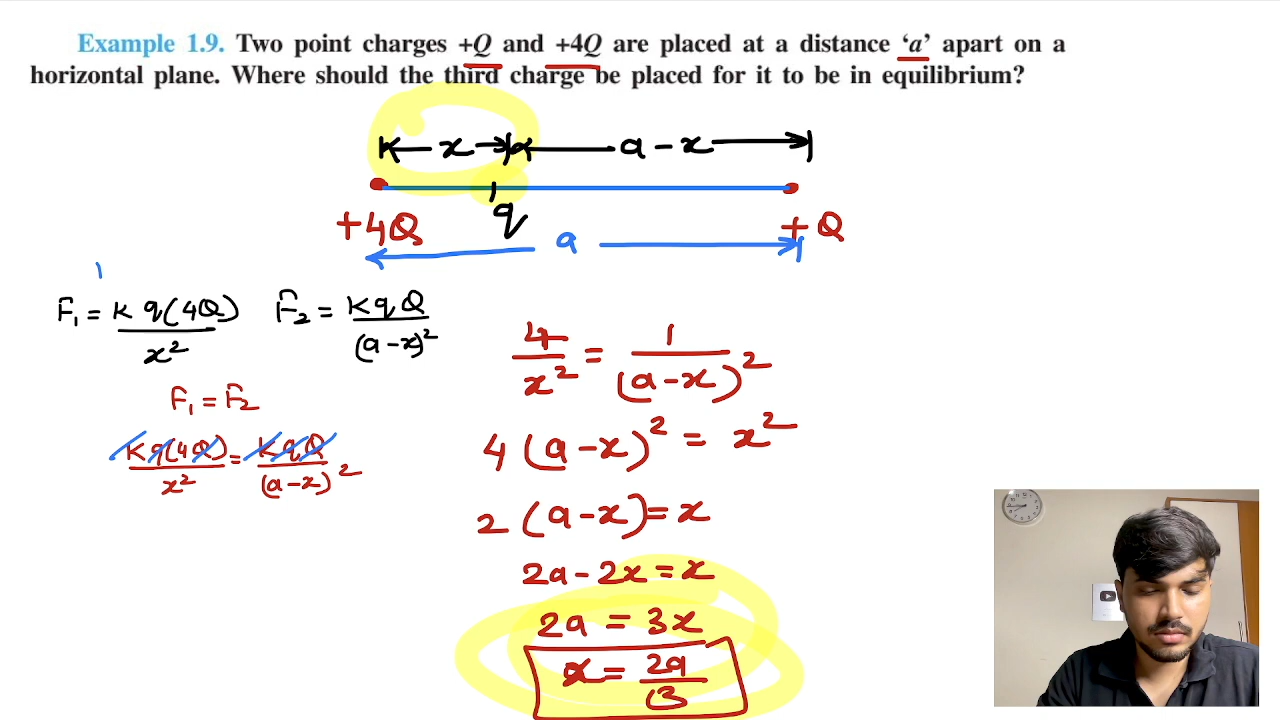 Example 1.9. Two point charges +Q and +4Q are placed at a distance ‘a’ apart on a
horizontal plane. Where should the third charge be placed for it to be in equilibrium?
x a-x
q
+4Q +Q
a
F₁ = K q(4Q)/x² F₂ = KqQ/(a-x)²
F₁ = F₂
Kq(4Q)/x² = KqQ/(a-x)²
4/x² = 1/(a-x)²
4(a-x)² = x²
2(a-x) = x
2a-2x = x
2a = 3x
x = 2a/3